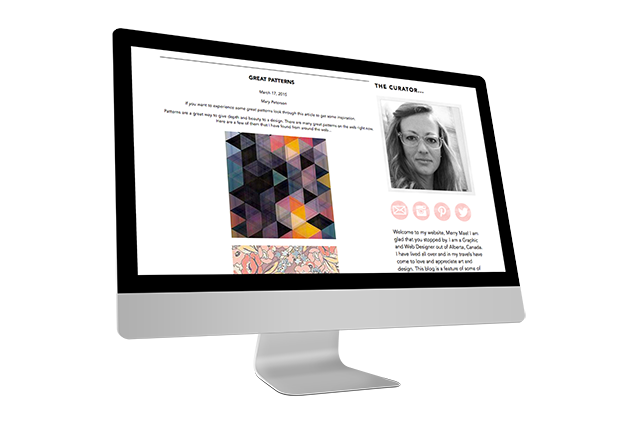 GREAT PATTERNS
March 17, 2015
Mary Peterson
If you want to experience some great patterns look through this article to get some inspiration.
Patterns are a great way to give depth and beauty to a design. There are many great patterns on the web right now.
Here are a few of them that I have found from around the web...
THE CURATOR...
Welcome to my website, Marry Mae! I am
glad that you stopped by. I am a Graphic
and Web Designer out of Alberta, Canada.
I have lived all over and in my travels have
come to love and appreciate art and
design. This blog is a feature of some of